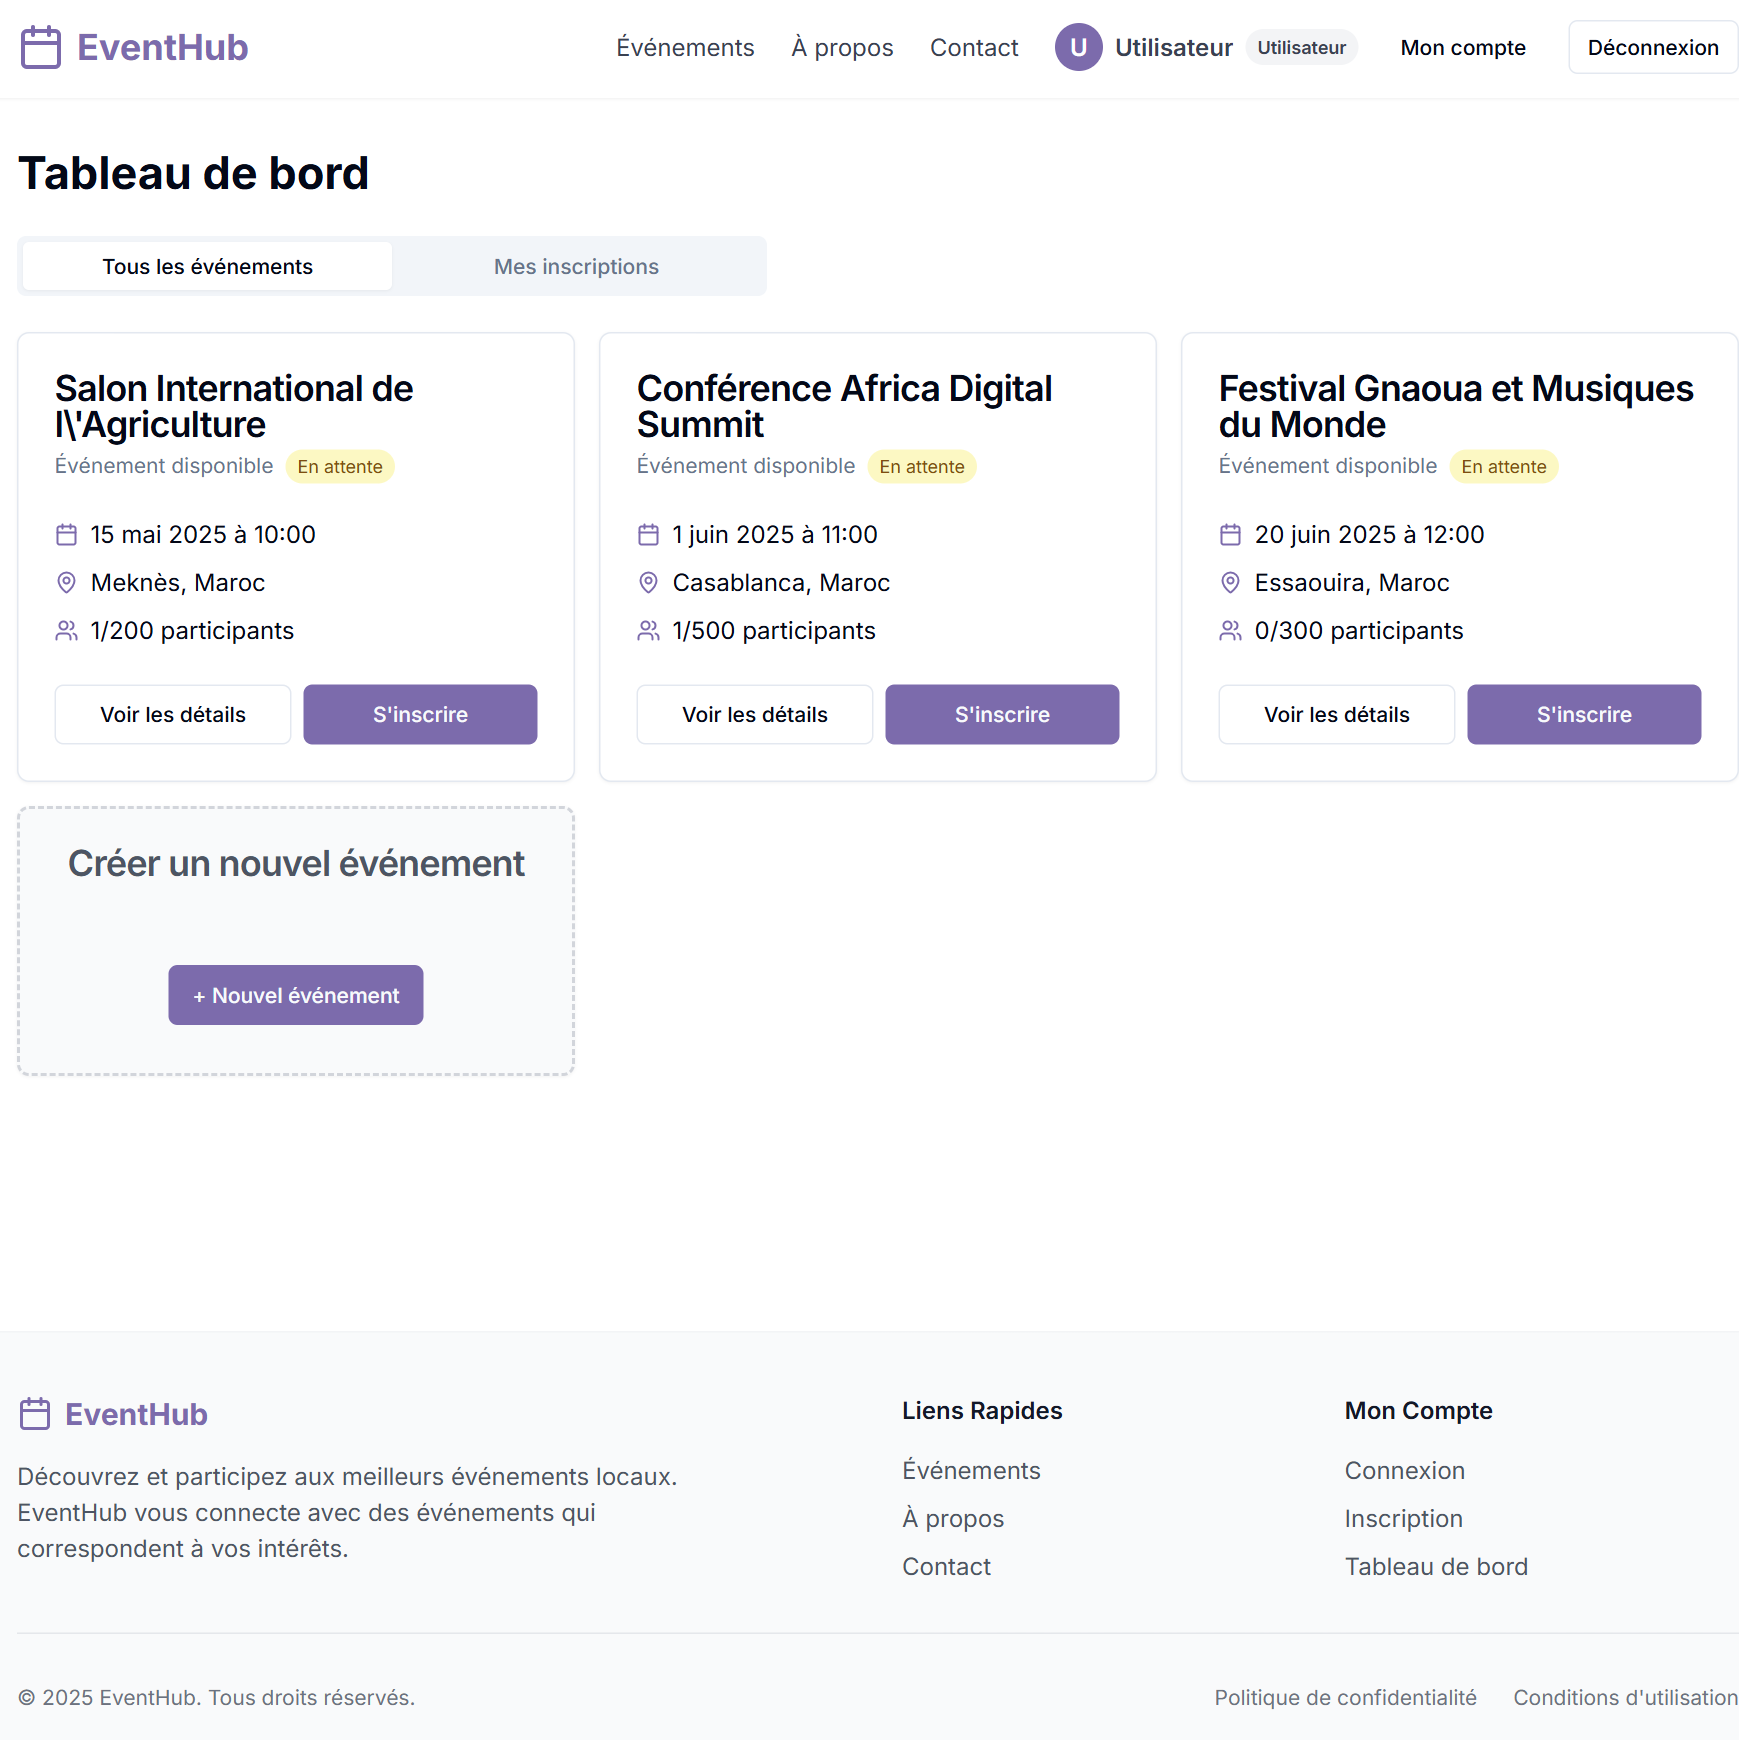 EventHub
Événements
À propos
Contact
U
Utilisateur
Utilisateur
Mon compte
Déconnexion
Tableau de bord
Tous les événements
Mes inscriptions
Salon International de
l\'Agriculture
Événement disponible
En attente
15 mai 2025 à 10:00
Meknès, Maroc
1/200 participants
Voir les détails
S'inscrire
Conférence Africa Digital
Summit
Événement disponible
En attente
1 juin 2025 à 11:00
Casablanca, Maroc
1/500 participants
Voir les détails
S'inscrire
Festival Gnaoua et Musiques
du Monde
Événement disponible
En attente
20 juin 2025 à 12:00
Essaouira, Maroc
0/300 participants
Voir les détails
S'inscrire
Créer un nouvel événement
+ Nouvel événement
EventHub
Découvrez et participez aux meilleurs événements locaux.
EventHub vous connecte avec des événements qui
correspondent à vos intérêts.
Liens Rapides
Événements
À propos
Contact
Mon Compte
Connexion
Inscription
Tableau de bord
© 2025 EventHub. Tous droits réservés.
Politique de confidentialité
Conditions d'utilisation